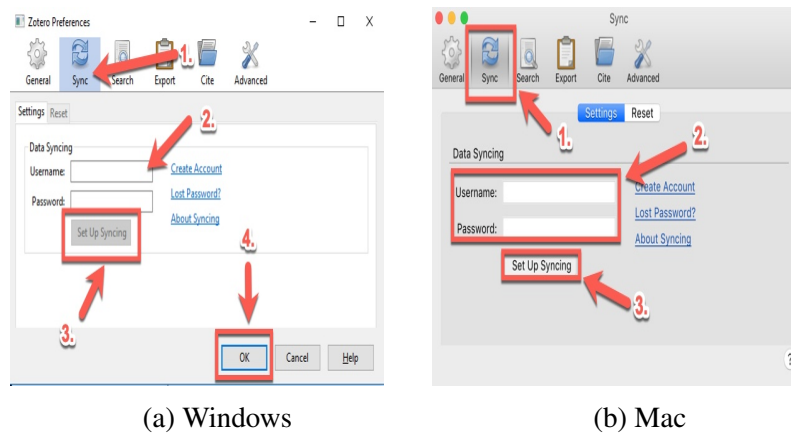 Zotero Preferences
General Sync Search Export Cite Advanced
1.
Settings Reset
2.
Data Syncing
Username: Create Account
Password: Lost Password?
Set Up Syncing About Syncing
4.
3.
OK Cancel Help
(a) Windows
Sync
General Sync Search Export Cite Advanced
1.
Settings Reset
2.
Data Syncing
Username: Create Account
Lost Password?
Password: About Syncing
Set Up Syncing
3.
?
(b) Mac